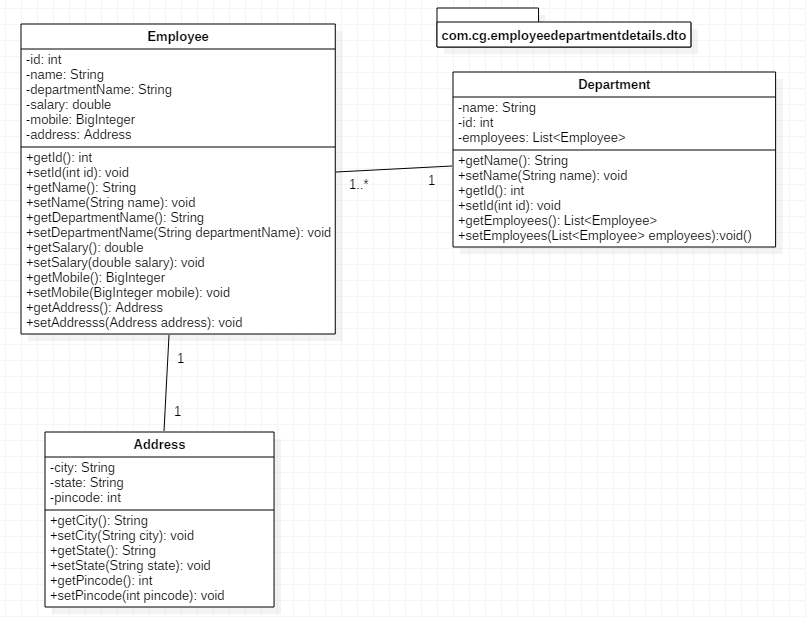 Employee
-id: int
-name: String
-departmentName: String
-salary: double
-mobile: BigInteger
-address: Address
+getId(): int
+setId(int id): void
+getName(): String
+setName(String name): void
+getDepartmentName(): String
+setDepartmentName(String departmentName): void
+getSalary(): double
+setSalary(double salary): void
+getMobile(): BigInteger
+setMobile(BigInteger mobile): void
+getAddress(): Address
+setAddresss(Address address): void
com.cg.employeedepartmentdetails.dto
Department
-name: String
-id: int
-employees: List<Employee>
+getName(): String
+setName(String name): void
+getId(): int
+setId(int id): void
+getEmployees(): List<Employee>
+setEmployees(List<Employee> employees):void()
1..*
1
1
1
Address
-city: String
-state: String
-pincode: int
+getCity(): String
+setCity(String city): void
+getState(): String
+setState(String state): void
+getPincode(): int
+setPincode(int pincode): void